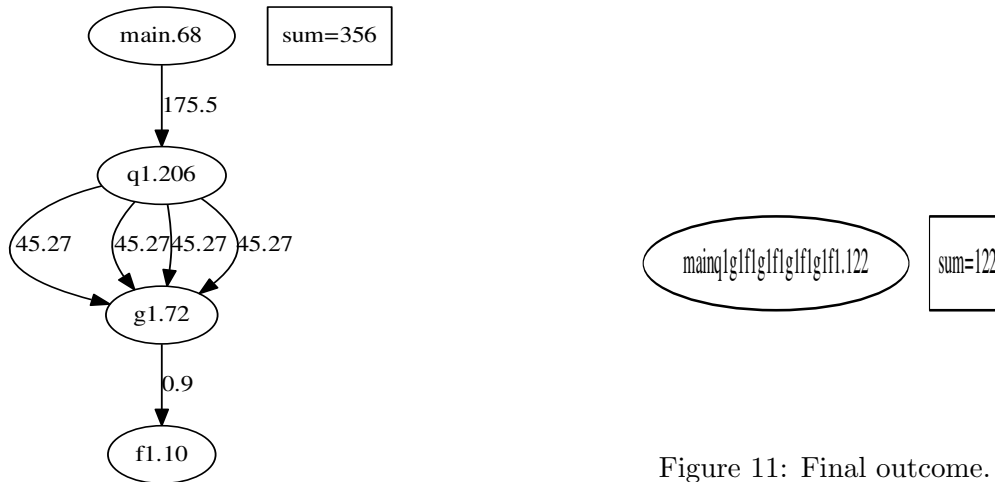 main.68
sum=356
175.5
q1.206
45.27
45.27
45.27
45.27
g1.72
0.9
f1.10
mainq1g1f1g1f1g1f1g1f1.122
sum=122
Figure 11: Final outcome.